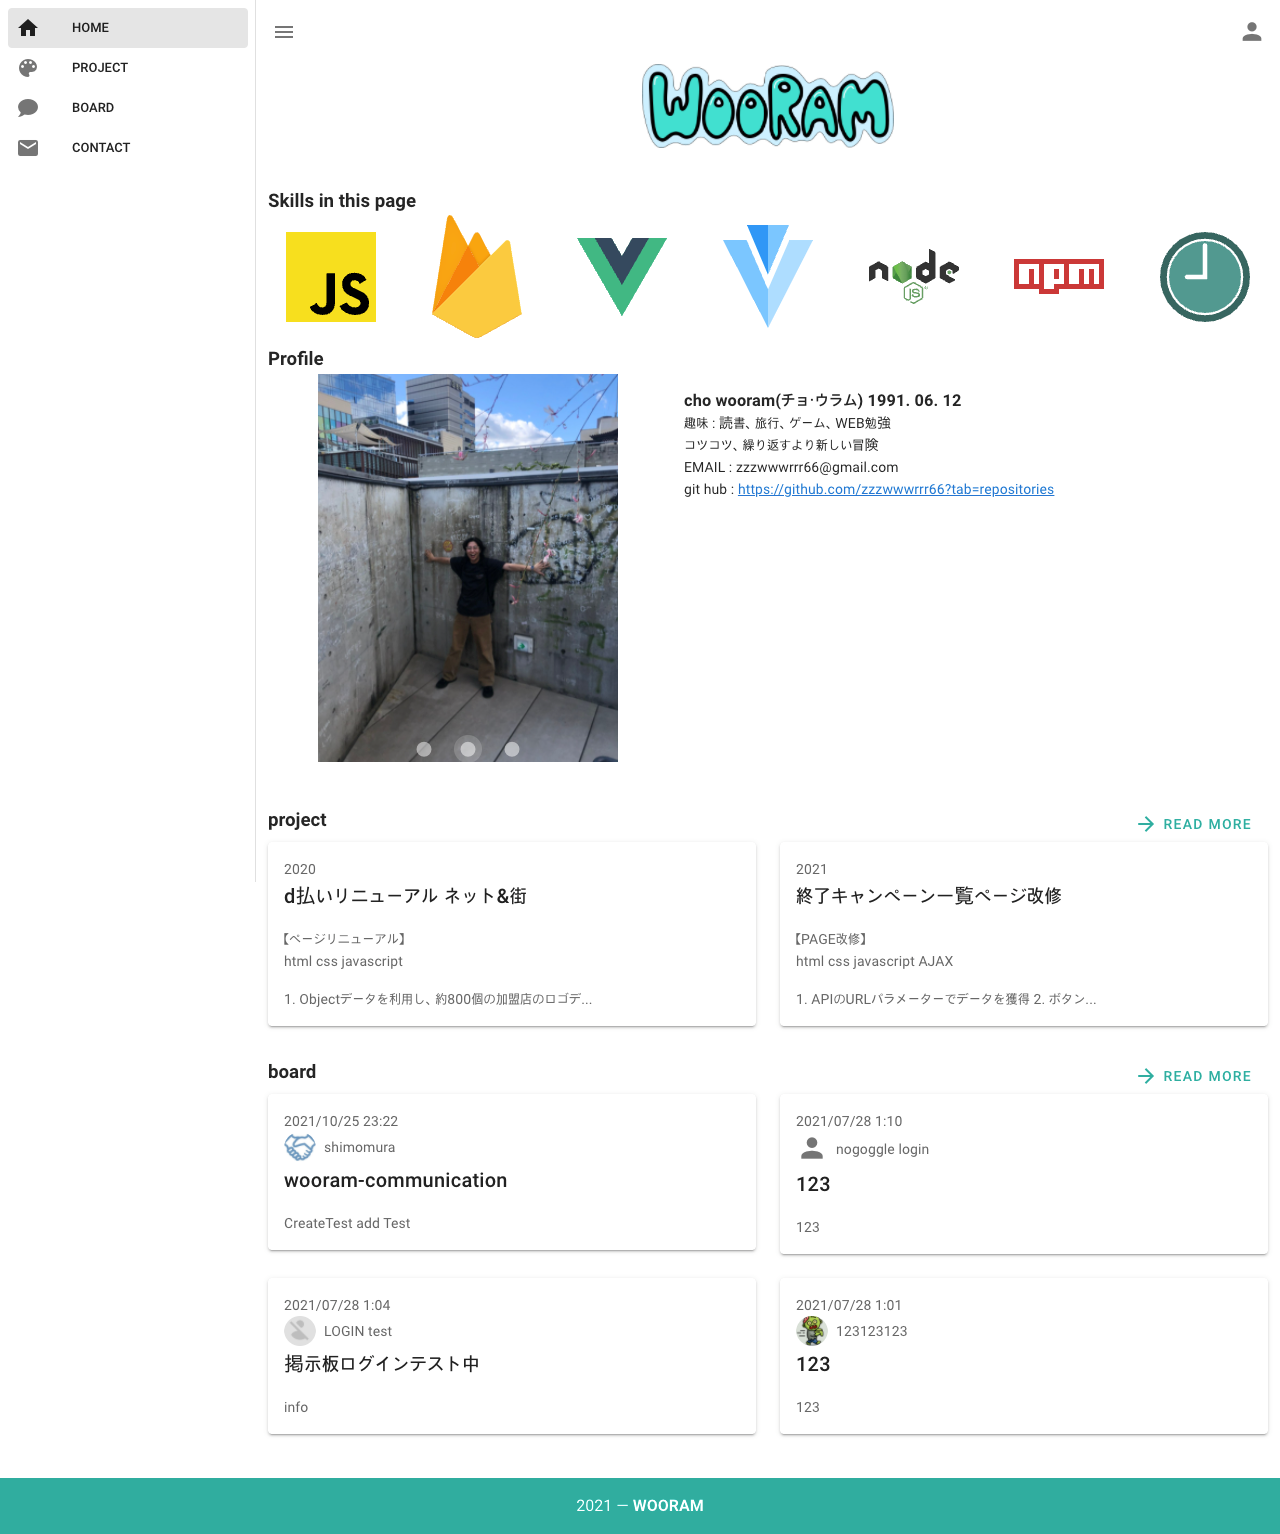 HOME
PROJECT
BOARD
CONTACT
WOORAM
Skills in this page
JS
node
JS
npm
Profile
cho wooram(チョ·ウラム) 1991. 06. 12
趣味 : 読書、旅行、ゲーム、WEB勉強
コツコツ、繰り返すより新しい冒険
EMAIL : zzzwwwrrr66@gmail.com
git hub : https://github.com/zzzwwwrrr66?tab=repositories
project
READ MORE
2020
d払いリニューアル ネット&街
【ページリニューアル】
html css javascript
1. Objectデータを利用し、約800個の加盟店のロゴデ...
2021
終了キャンペーン一覧ページ改修
【PAGE改修】
html css javascript AJAX
1. APIのURLパラメーターでデータを獲得 2. ボタン...
board
READ MORE
2021/10/25 23:22
shimomura
wooram-communication
CreateTest add Test
2021/07/28 1:10
nogoggle login
123
123
2021/07/28 1:04
LOGIN test
掲示板ログインテスト中
info
2021/07/28 1:01
123123123
123
123
2021 — WOORAM